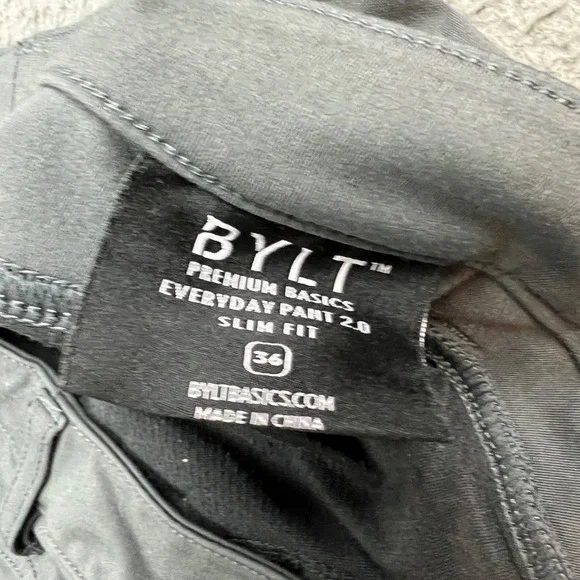 BYLT™
PREMIUM BASICS
EVERYDAY PANT 2.0
SLIM FIT
36
BYLTBASICS.COM
MADE IN CHINA